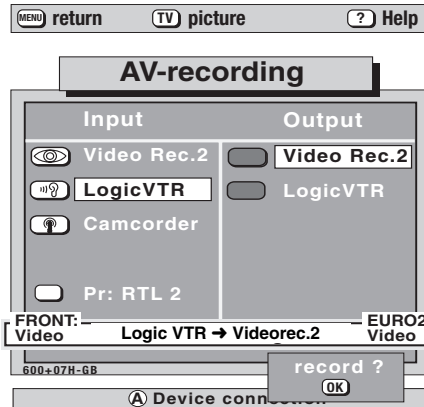 MENU return TV picture ? Help
AV-recording
Input Output
Video Rec.2 Video Rec.2
LogicVTR LogicVTR
Camcorder
Pr: RTL 2
FRONT: EURO2
Video Logic VTR ➔ Videorec.2 Video
600+07H-GB record ?
OK
A Device connection